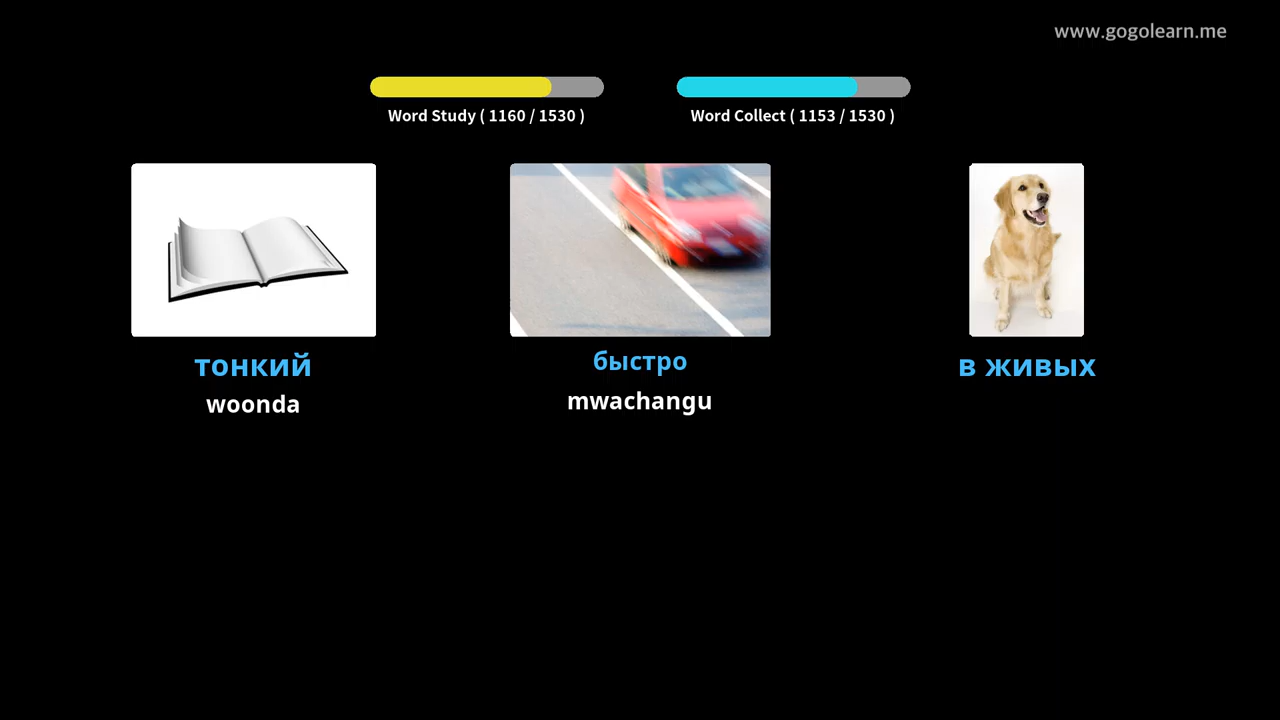 www.gogolearn.me
Word Study ( 1160 / 1530 )
Word Collect ( 1153 / 1530 )
тонкий
woonda
быстро
mwachangu
в живых